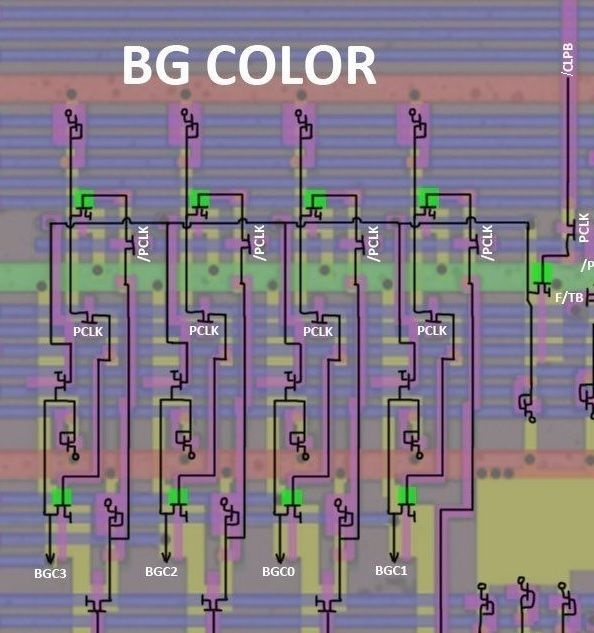 BG COLOR
/CLPB
/PCLK
/PCLK
/PCLK
/PCLK
PCLK
F/TB
PCLK
PCLK
PCLK
PCLK
BGC3
BGC2
BGC0
BGC1